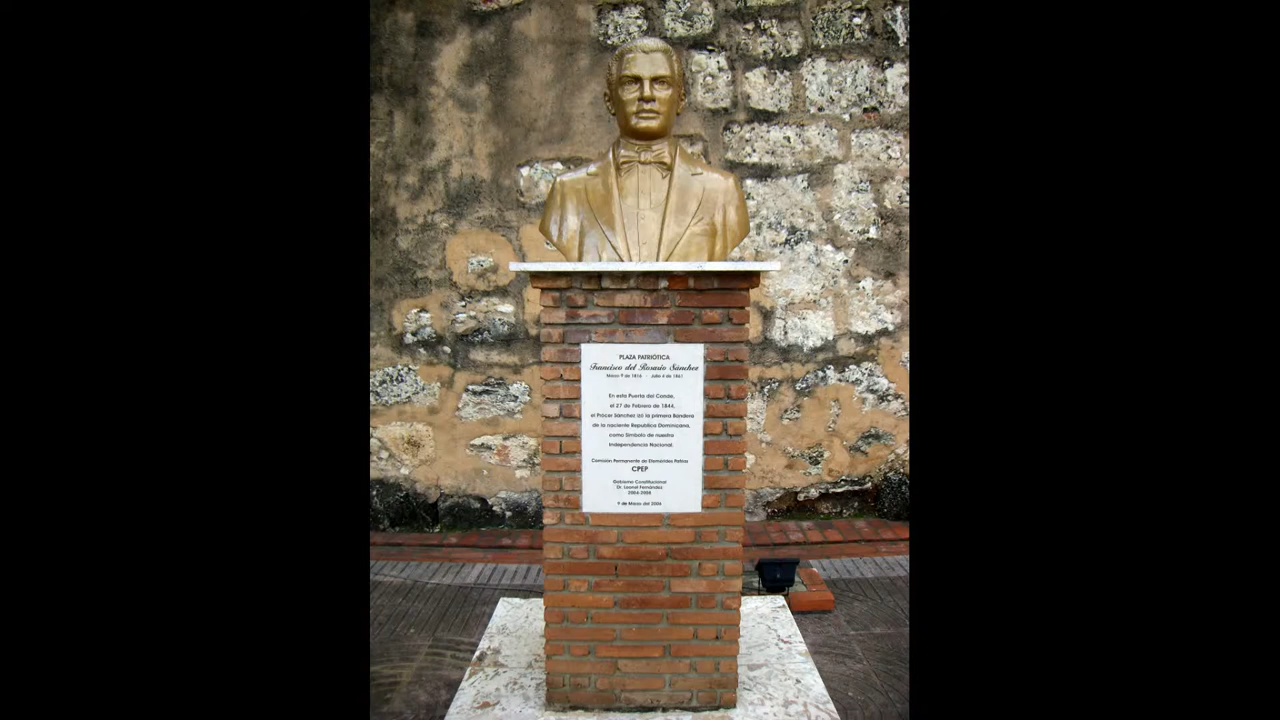 PLAZA PATRIÓTICA
Francisco del Rosario Sánchez
Marzo 9 de 1816 - Julio 4 de 1861
En esta Puerta del Conde,
el 27 de Febrero de 1844,
el Prócer Sánchez izó la primera Bandera
de la naciente República Dominicana,
como Símbolo de nuestra
Independencia Nacional.
Comisión Permanente de Efemérides Patrias
CPEP
Gobierno Constitucional
Dr. Leonel Fernández
2004-2008
9 de Marzo del 2006